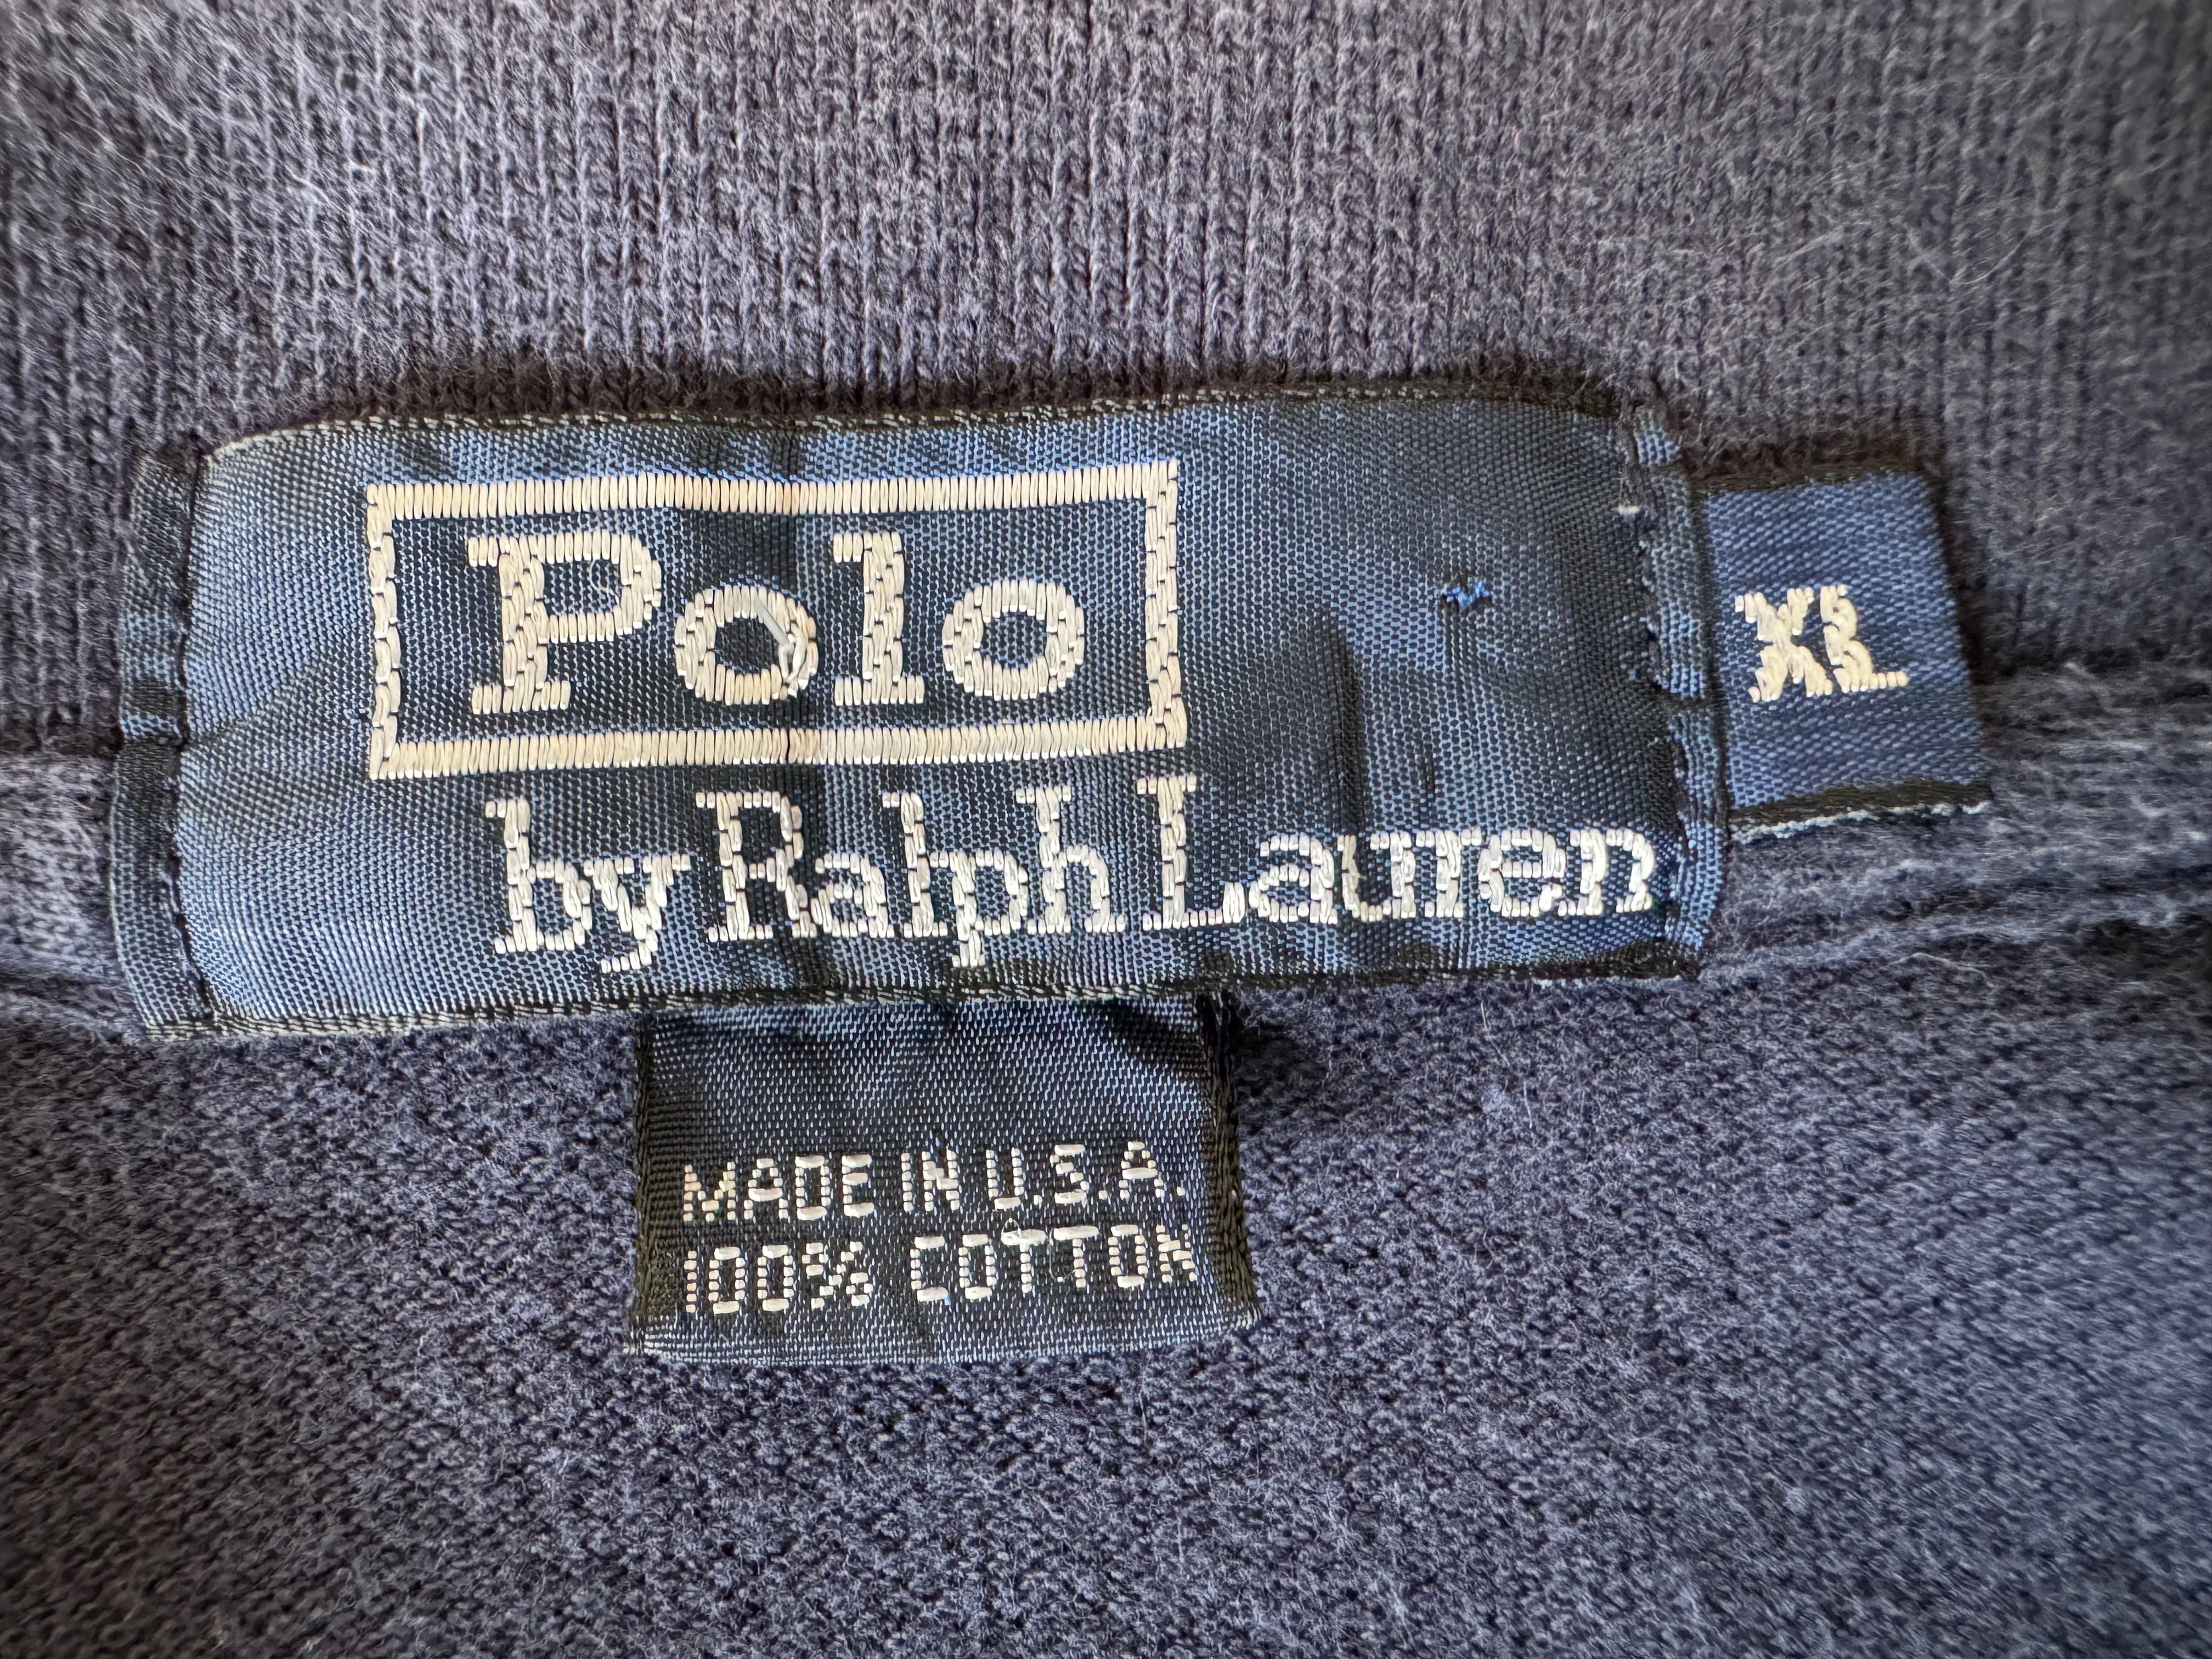 Polo
by Ralph Lauren
XL
MADE IN U.S.A.
100% COTTON